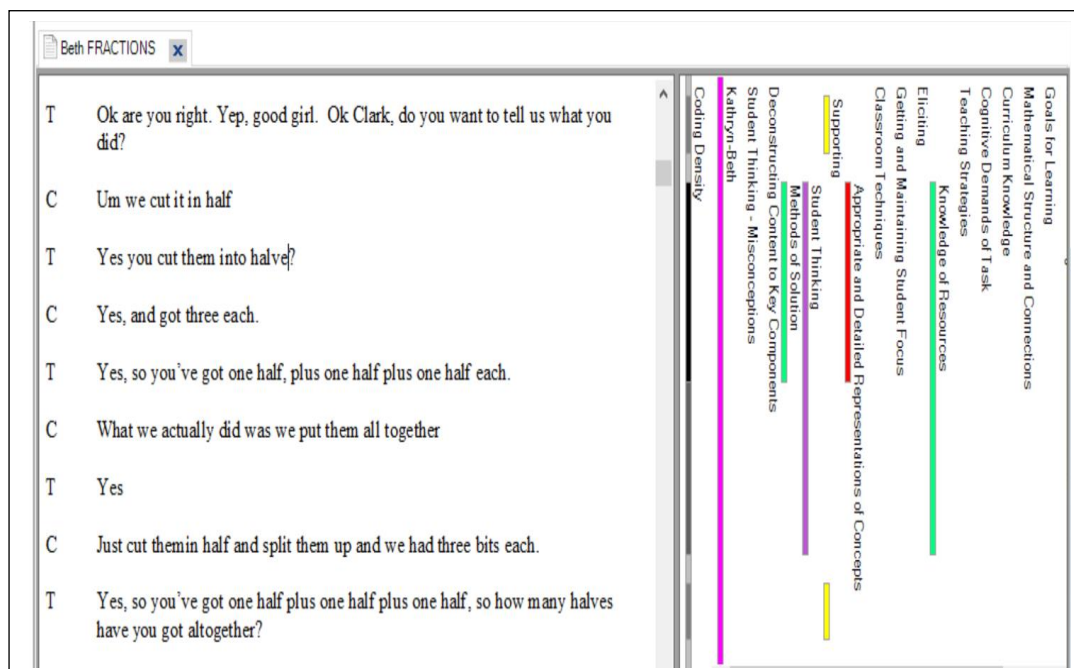 Beth FRACTIONS
T Ok are you right. Yep, good girl. Ok Clark, do you want to tell us what you
did?
C Um we cut it in half
T Yes you cut them into halve?
C Yes, and got three each.
T Yes, so you’ve got one half, plus one half plus one half each.
C What we actually did was we put them all together
T Yes
C Just cut themin half and split them up and we had three bits each.
T Yes, so you’ve got one half plus one half plus one half, so how many halves
have you got altogether?
Goals for Learning
Mathematical Structure and Connections
Curriculum Knowledge
Cognitive Demands of Task
Teaching Strategies
Knowledge of Resources
Eliciting
Getting and Maintaining Student Focus
Classroom Techniques
Appropriate and Detailed Representations of Concepts
Supporting
Student Thinking
Methods of Solution
Deconstructing Content to Key Components
Student Thinking - Misconceptions
Kathryn-Beth
Coding Density